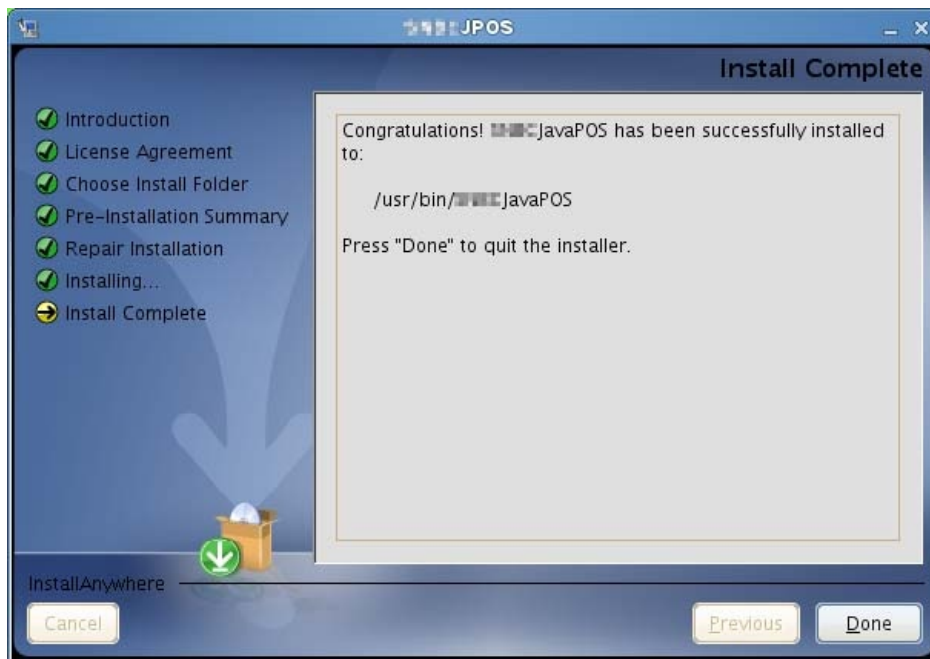 JPOS
Install Complete
Introduction
License Agreement
Choose Install Folder
Pre-Installation Summary
Repair Installation
Installing...
Install Complete
Congratulations! JavaPOS has been successfully installed
to:
/usr/bin/ JavaPOS
Press "Done" to quit the installer.
InstallAnywhere
Cancel
Previous
Done